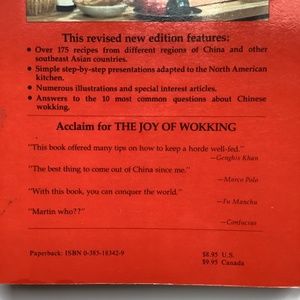 This revised new edition features:
• Over 175 recipes from different regions of China and other
southeast Asian countries.
• Simple step-by-step presentations adapted to the North American
kitchen.
• Numerous illustrations and special interest articles.
• Answers to the 10 most common questions about Chinese
wokking.
Acclaim for THE JOY OF WOKKING
"This book offered many tips on how to keep a horde well-fed."
—Genghis Khan
"The best thing to come out of China since me."
—Marco Polo
"With this book, you can conquer the world."
—Fu Manchu
"Martin who??"
—Confucius
Paperback: ISBN 0-385-18342-9
$8.95 U.S.
$9.95 Canada